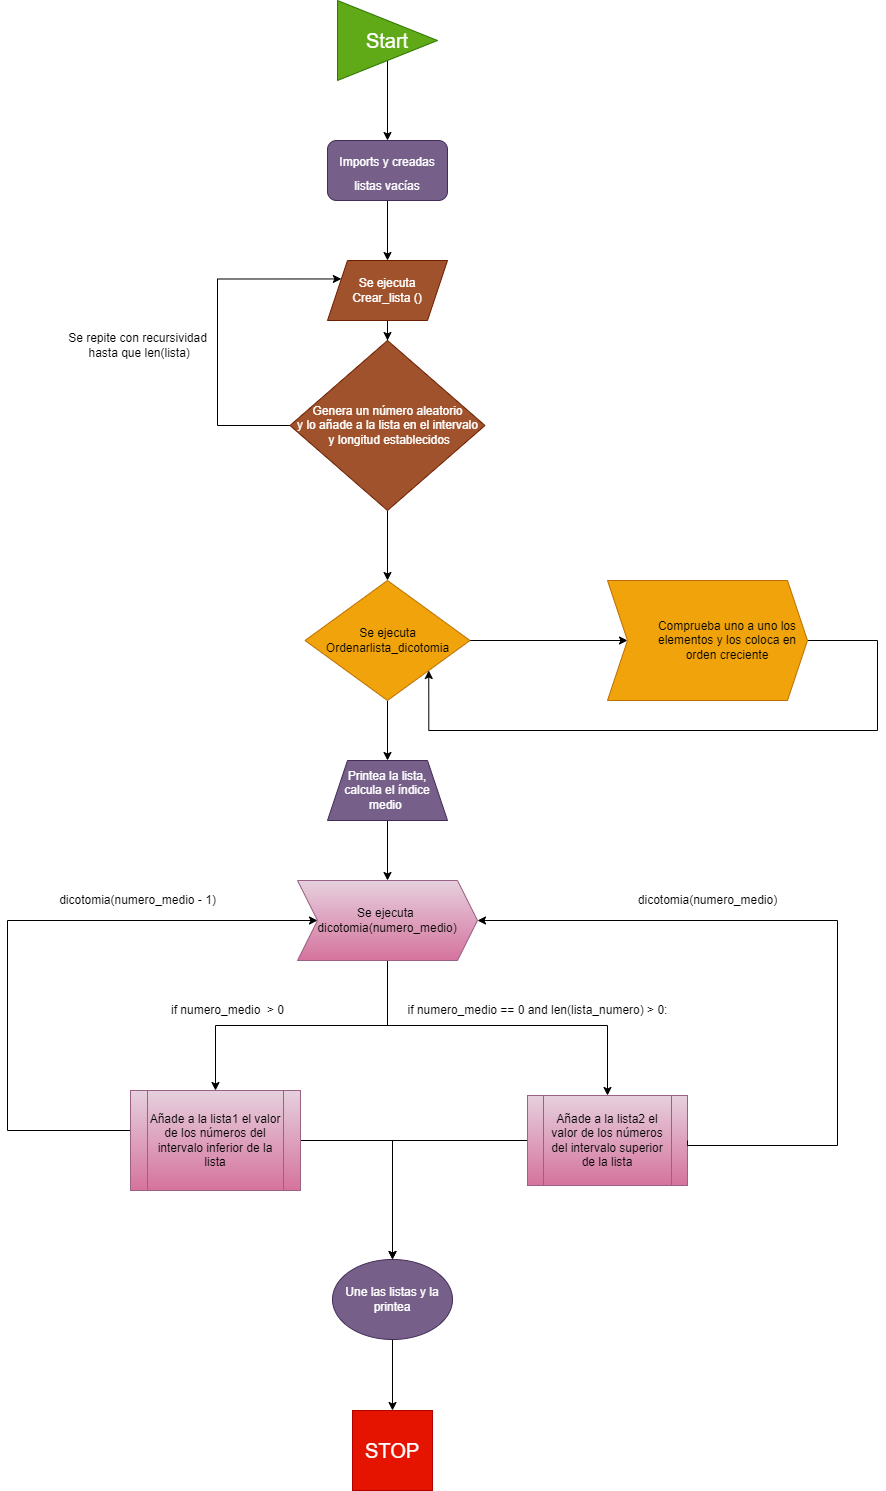 Start
Imports y creadas
listas vacías
Se ejecuta
Crear_lista ()
Se repite con recursividad
hasta que len(lista)
Genera un número aleatorio
y lo añade a la lista en el intervalo
y longitud establecidos
Se ejecuta
Ordenarlista_dicotomia
Comprueba uno a uno los
elementos y los coloca en
orden creciente
Printea la lista,
calcula el índice
medio
dicotomia(numero_medio - 1)
Se ejecuta
dicotomia(numero_medio)
dicotomia(numero_medio)
if numero_medio > 0
if numero_medio == 0 and len(lista_numero) > 0:
Añade a la lista1 el valor
de los números del
intervalo inferior de la
lista
Añade a la lista2 el
valor de los números
del intervalo superior
de la lista
Une las listas y la
printea
STOP